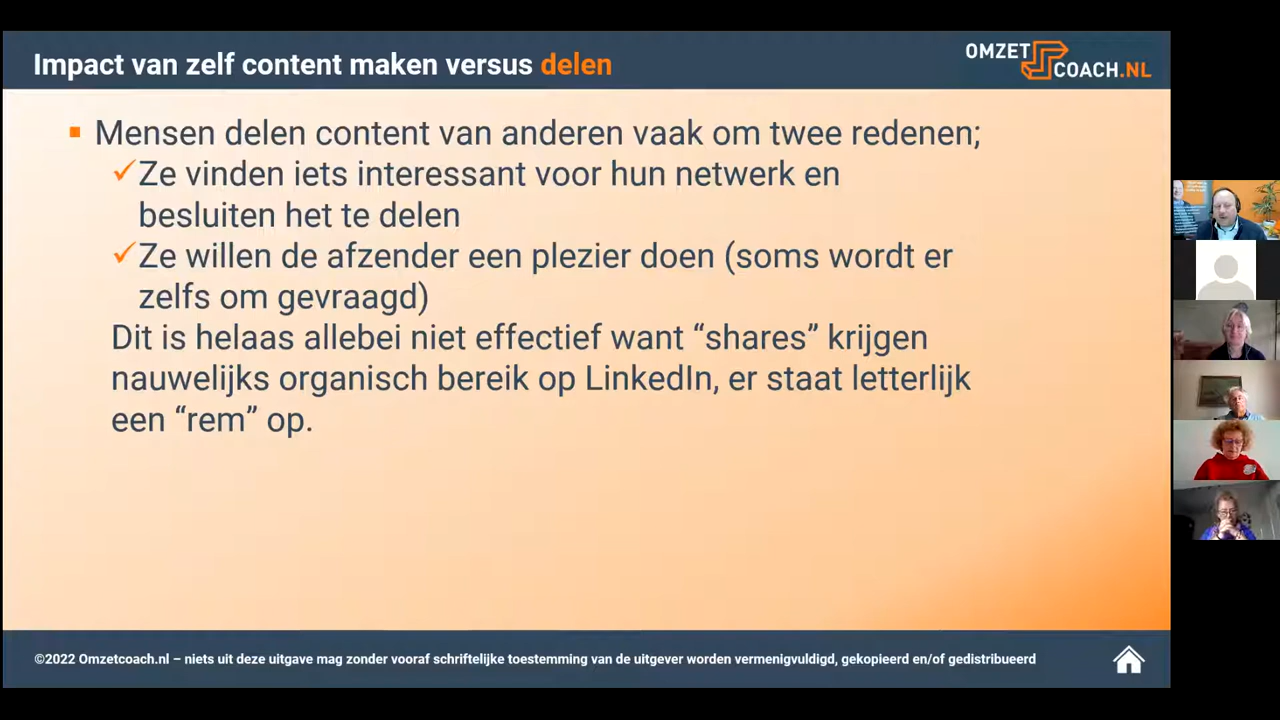 Impact van zelf content maken versus delen
OMZET
COACH.NL
▪ Mensen delen content van anderen vaak om twee redenen;
✓Ze vinden iets interessant voor hun netwerk en
besluiten het te delen
✓Ze willen de afzender een plezier doen (soms wordt er
zelfs om gevraagd)
Dit is helaas allebei niet effectief want “shares” krijgen
nauwelijks organisch bereik op LinkedIn, er staat letterlijk
een “rem” op.
©2022 Omzetcoach.nl – niets uit deze uitgave mag zonder vooraf schriftelijke toestemming van de uitgever worden vermenigvuldigd, gekopieerd en/of gedistribueerd